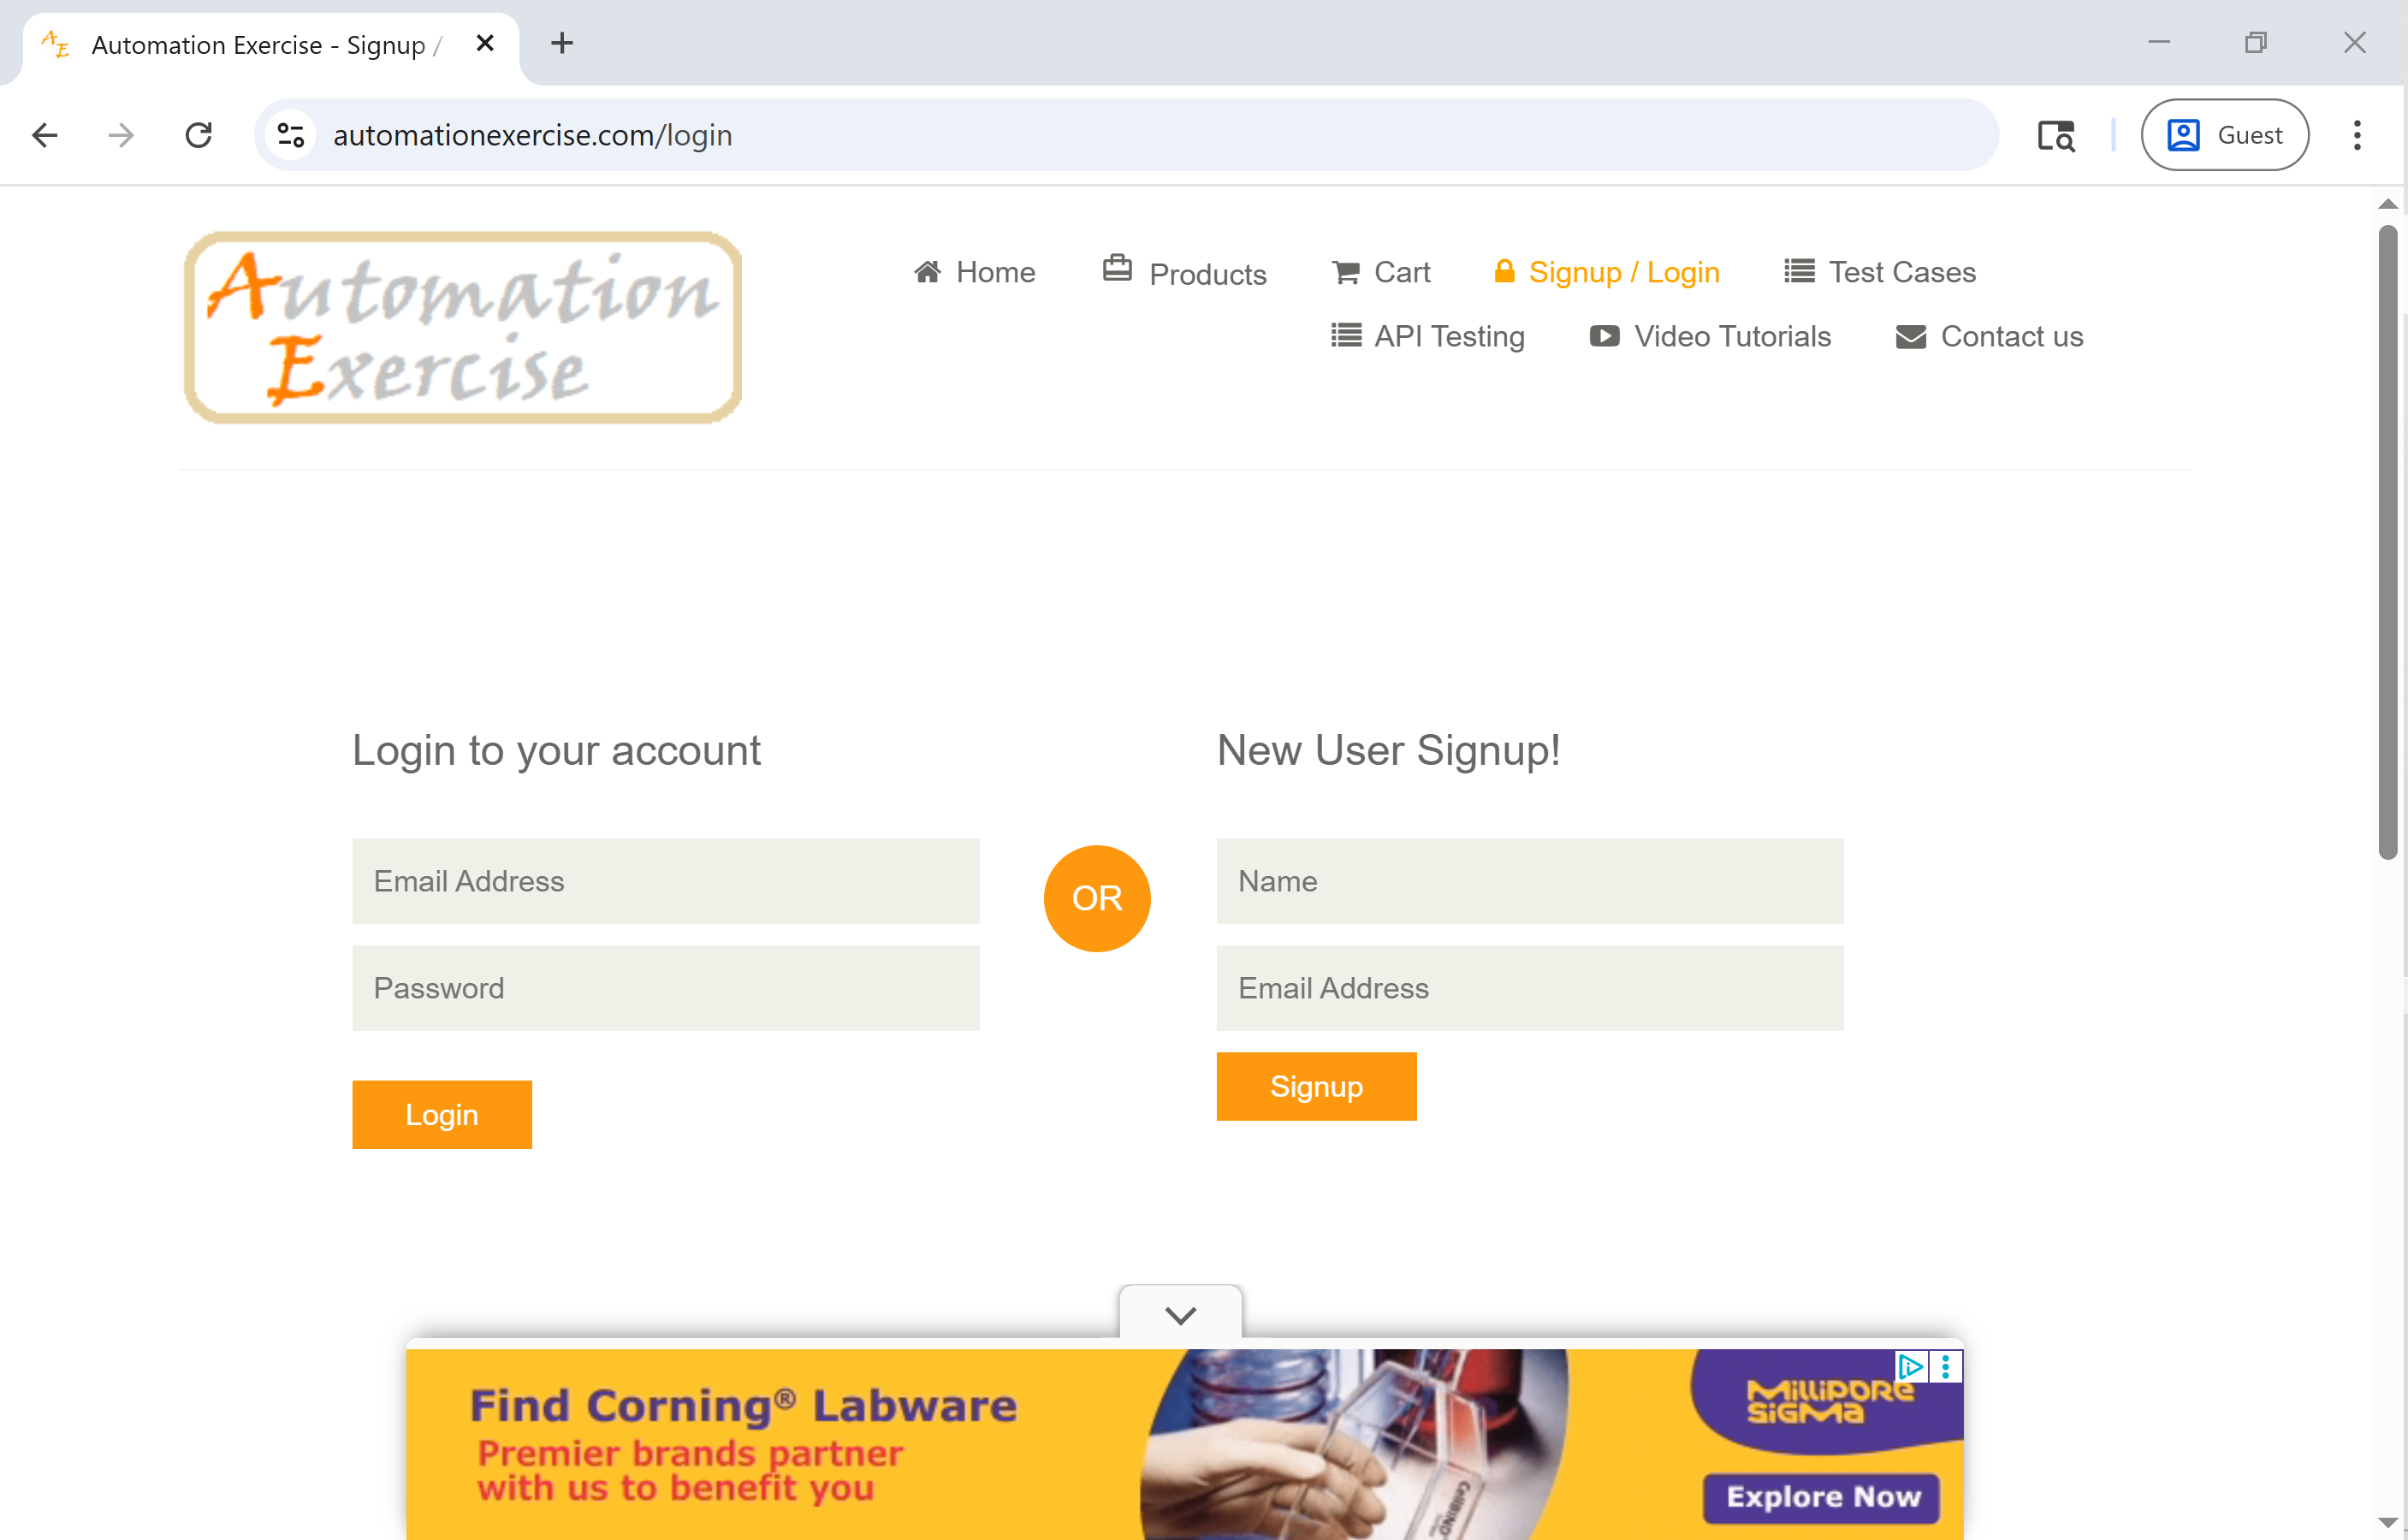 Automation Exercise - Signup /
automationexercise.com/login
Guest
Automation
Exercise
Home
Products
Cart
Signup / Login
Test Cases
API Testing
Video Tutorials
Contact us
Login to your account
New User Signup!
Email Address
OR
Name
Password
Email Address
Login
Signup
Find Corning® Labware
Premier brands partner
with us to benefit you
CellBIND
MilliPORE
SiGMa
Explore Now